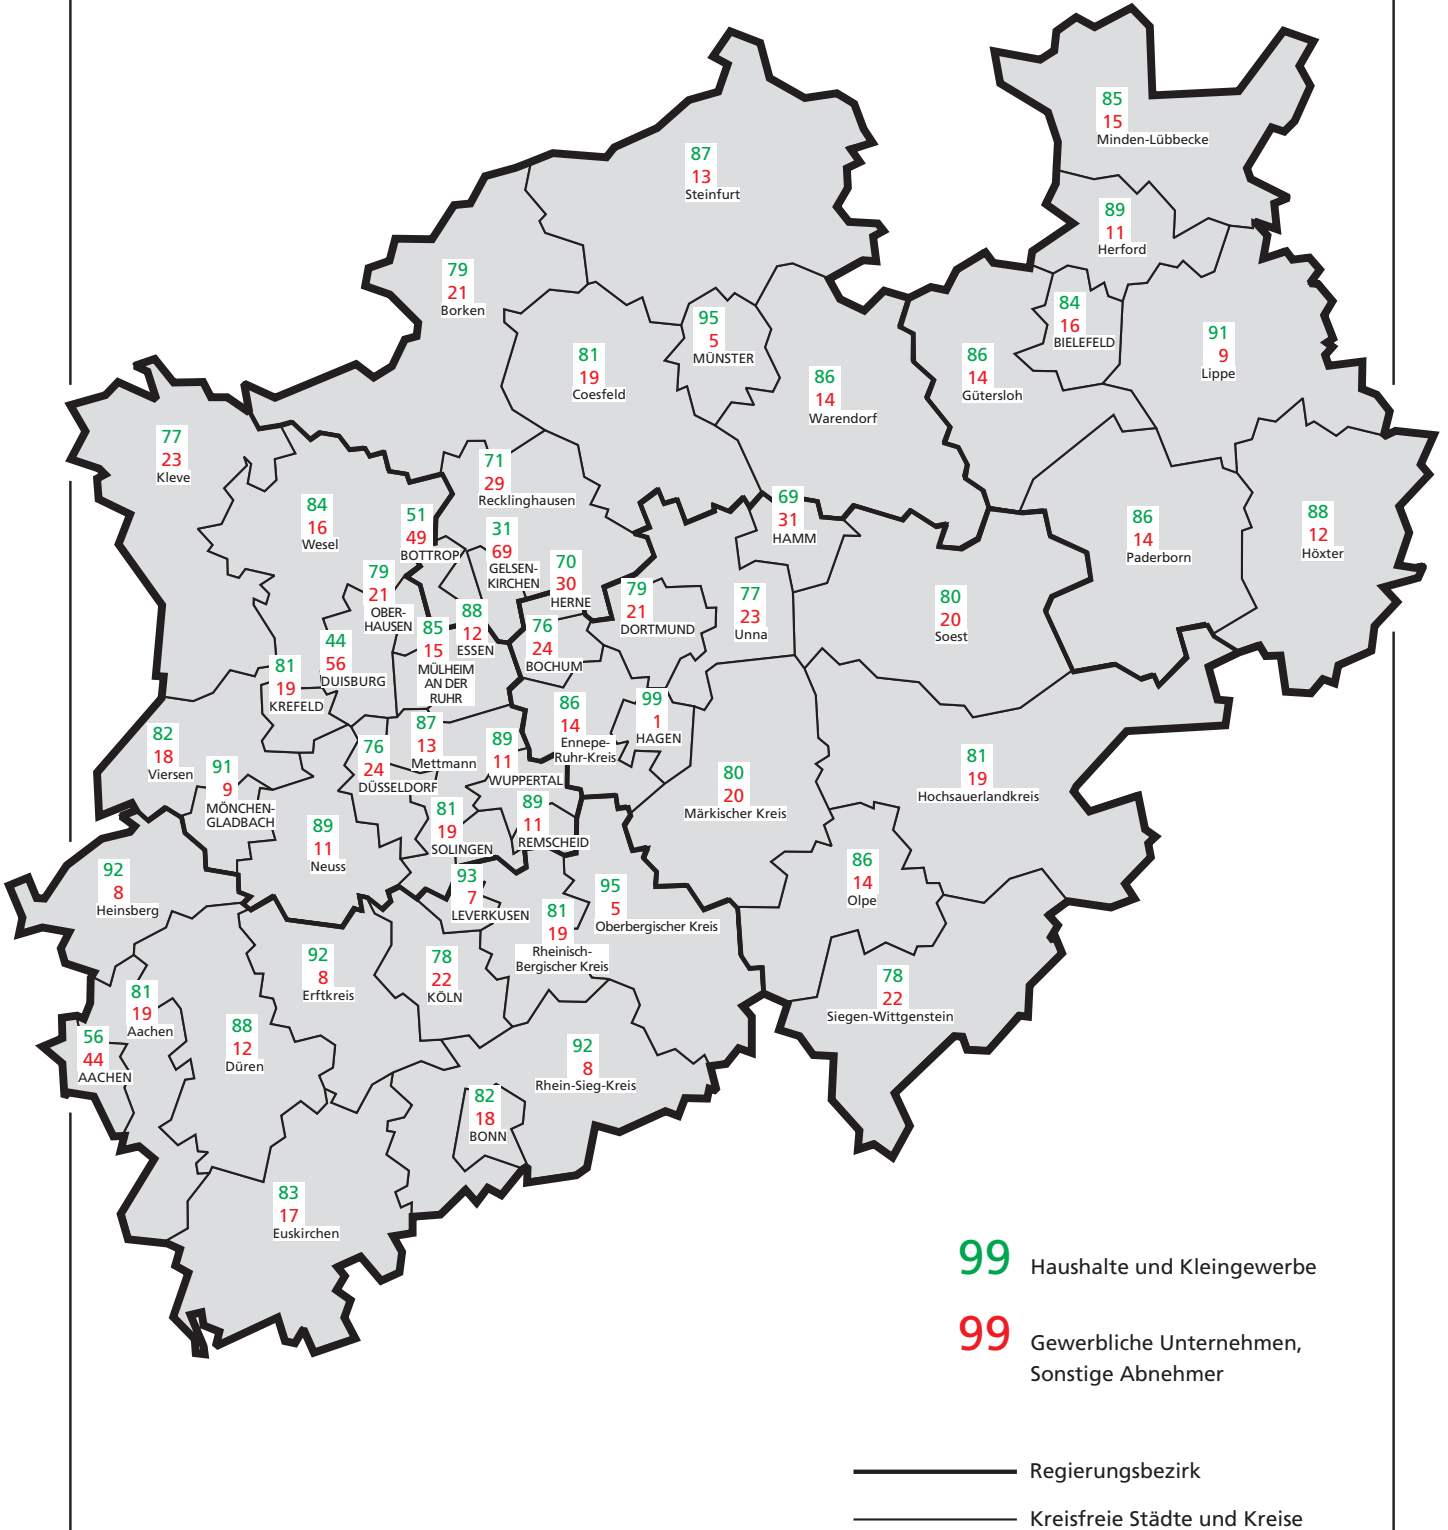 85
15
Minden-Lübbecke
87
13
Steinfurt
89
11
Herford
79
21
Borken
84
16
BIELEFELD
95
5
MÜNSTER
91
9
Lippe
81
19
Coesfeld
86
14
Gütersloh
86
14
Warendorf
77
23
Kleve
71
29
Recklinghausen
84
16
Wesel
69
31
HAMM
51
49
BOTTROP
31
69
GELSEN-
KIRCHEN
86
14
Paderborn
88
12
Höxter
70
30
HERNE
79
21
OBER-
HAUSEN
79
21
DORTMUND
77
23
Unna
80
20
Soest
88
12
ESSEN
85
15
MÜLHEIM
AN DER
RUHR
76
24
BOCHUM
44
56
DUISBURG
81
19
KREFELD
86
14
Ennepe-
Ruhr-Kreis
99
1
HAGEN
82
18
Viersen
87
13
Mettmann
76
24
DÜSSELDORF
89
11
WUPPERTAL
91
9
MÖNCHEN-
GLADBACH
80
20
Märkischer Kreis
81
19
Hochsauerlandkreis
81
19
SOLINGEN
89
11
REMSCHEID
89
11
Neuss
92
8
Heinsberg
93
7
LEVERKUSEN
95
5
Oberbergischer Kreis
86
14
Olpe
81
19
Rheinisch-
Bergischer Kreis
92
8
Erftkreis
78
22
KÖLN
78
22
Siegen-Wittgenstein
81
19
Aachen
56
44
AACHEN
88
12
Düren
92
8
Rhein-Sieg-Kreis
82
18
BONN
83
17
Euskirchen
99 Haushalte und Kleingewerbe
99 Gewerbliche Unternehmen,
Sonstige Abnehmer
Regierungsbezirk
Kreisfreie Städte und Kreise